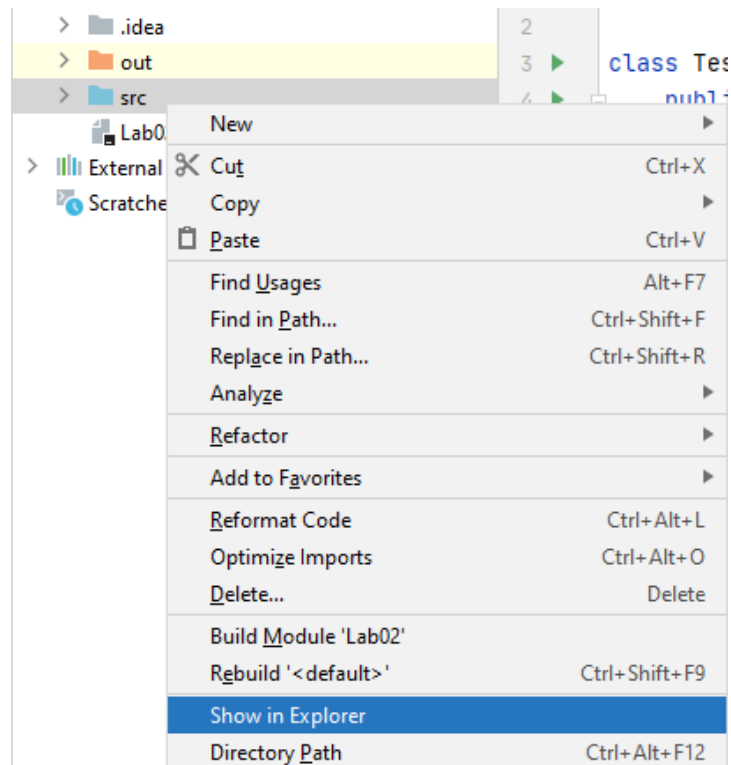 .idea
2
out
3 class Tes
src
4 publi
Lab0
New
External
Cut Ctrl+X
Scratche
Copy
Paste Ctrl+V
Find Usages Alt+F7
Find in Path... Ctrl+Shift+F
Replace in Path... Ctrl+Shift+R
Analyze
Refactor
Add to Favorites
Reformat Code Ctrl+Alt+L
Optimize Imports Ctrl+Alt+O
Delete... Delete
Build Module 'Lab02'
Rebuild '<default>' Ctrl+Shift+F9
Show in Explorer
Directory Path Ctrl+Alt+F12